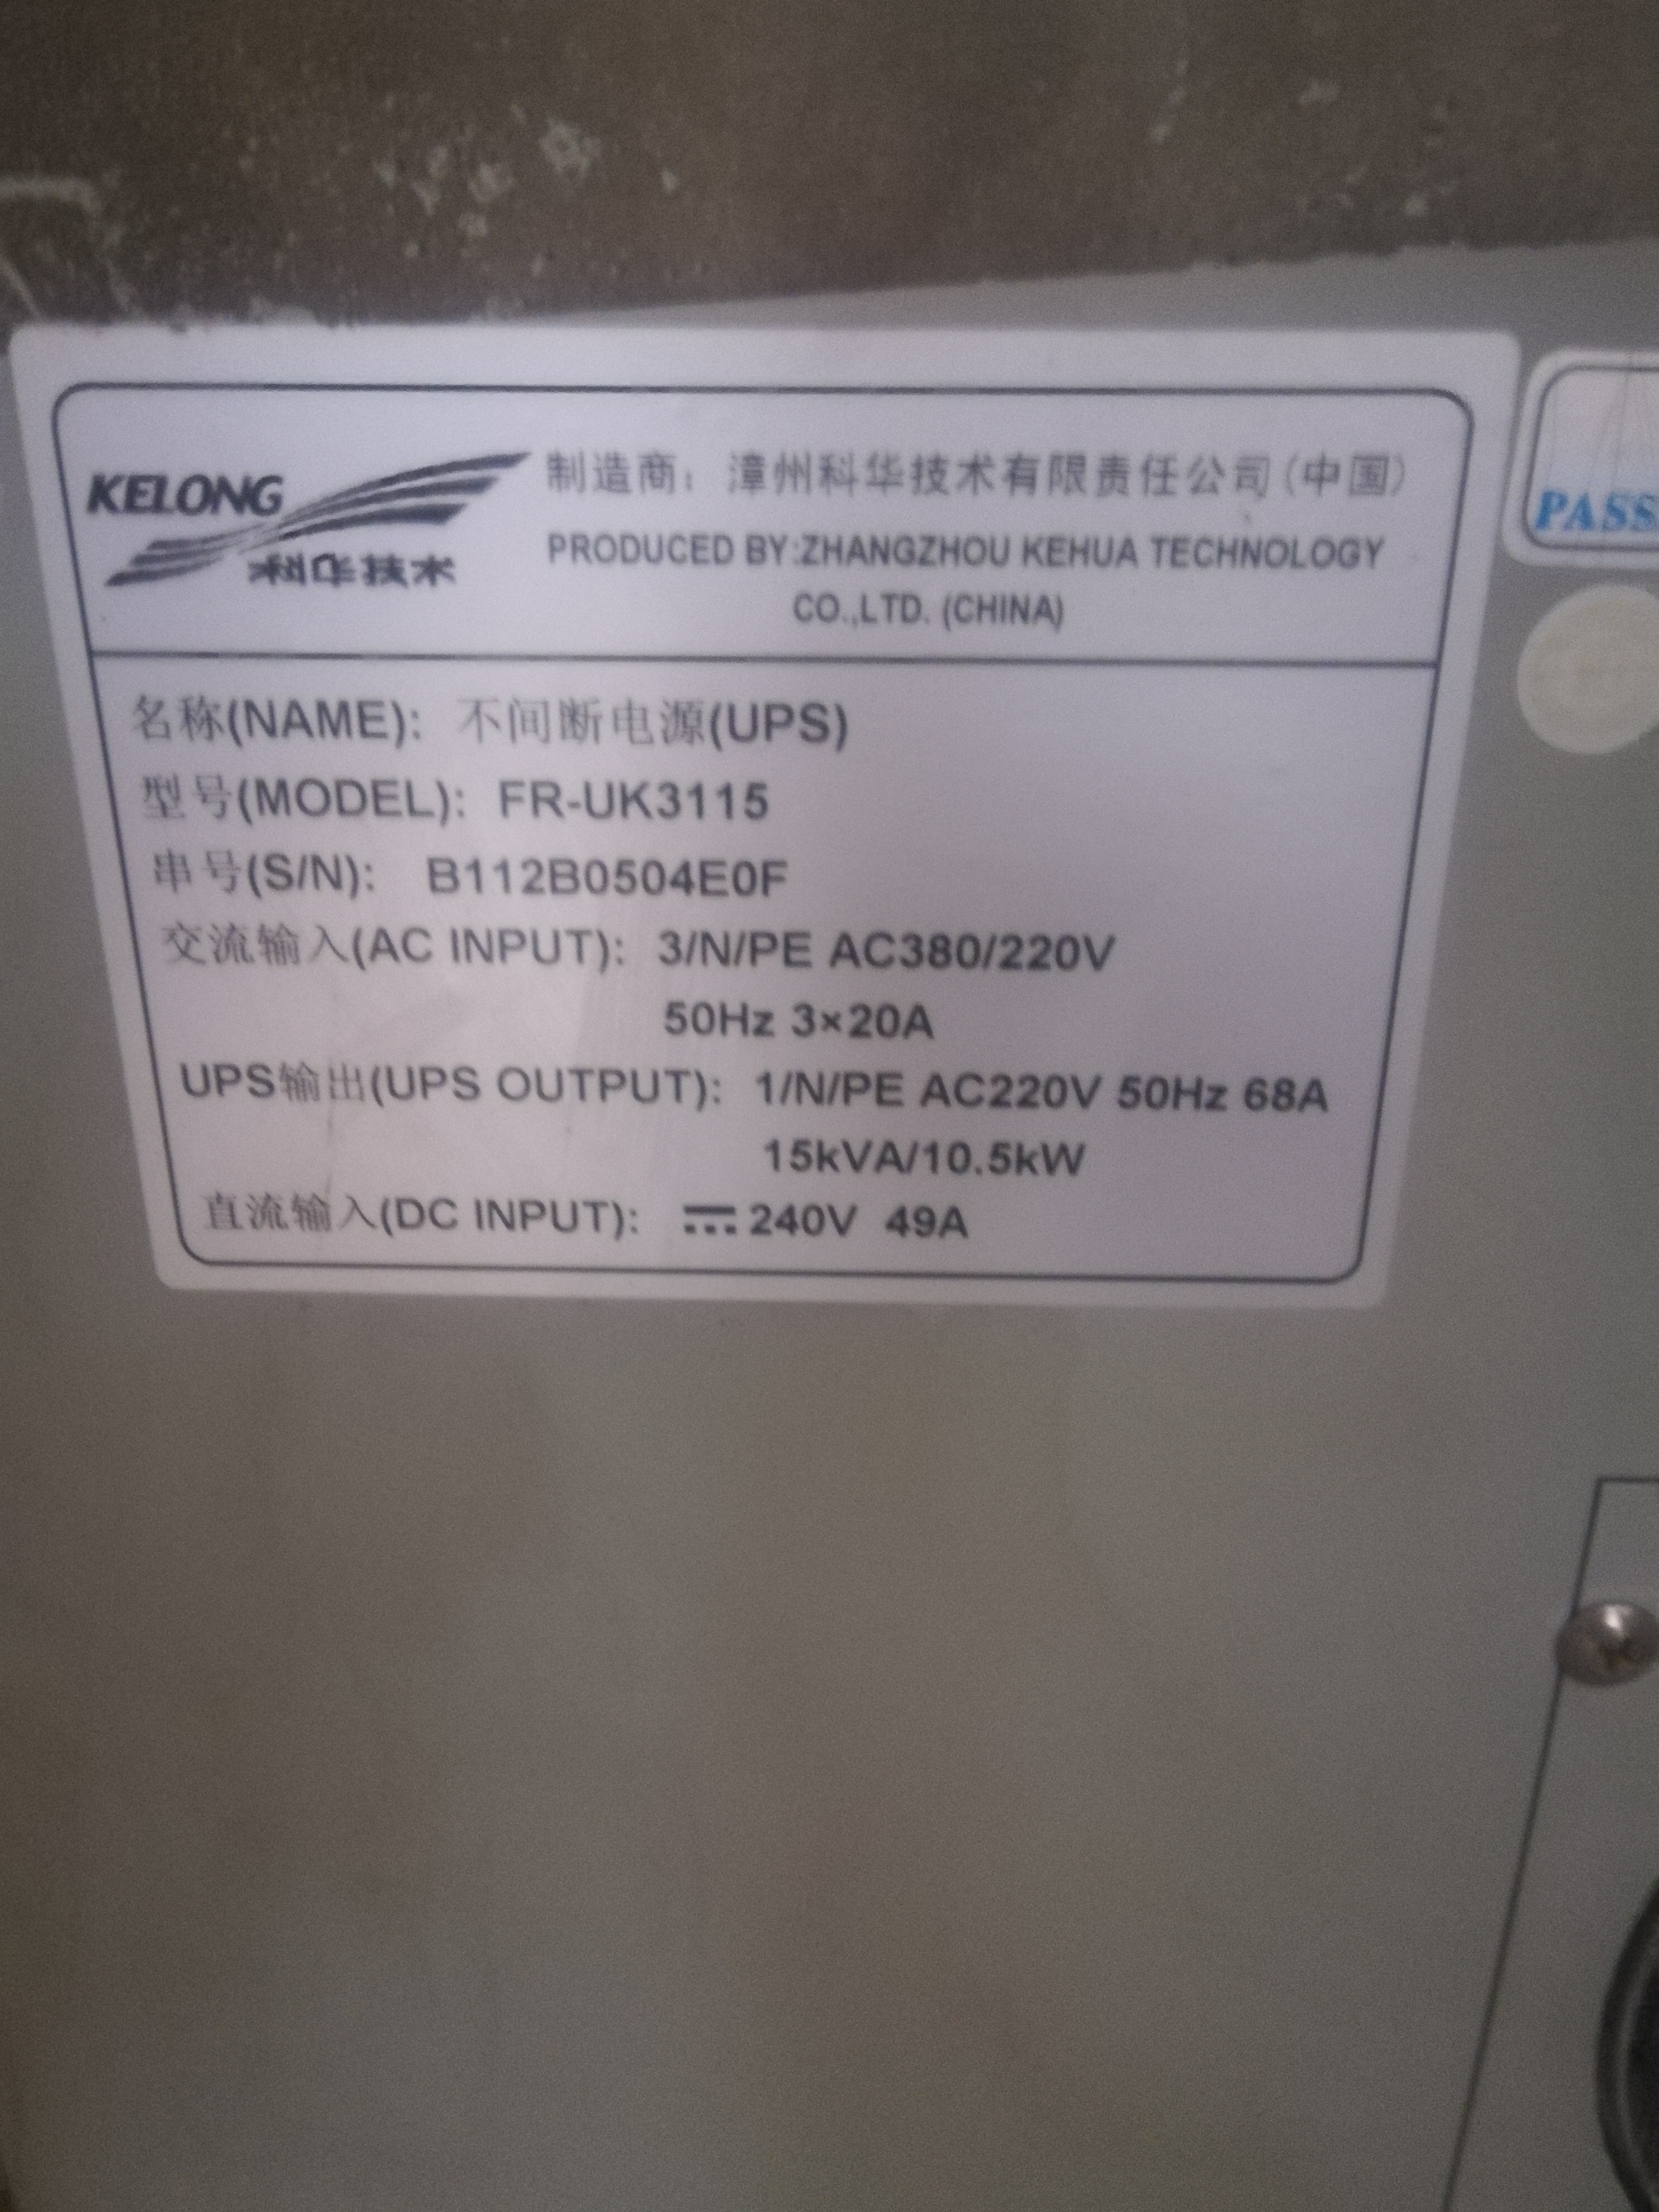 KELONG
科华技术
制造商：漳州科华技术有限责任公司(中国)
PRODUCED BY:ZHANGZHOU KEHUA TECHNOLOGY
CO.,LTD. (CHINA)
PASS
名称(NAME): 不间断电源(UPS)
型号(MODEL): FR-UK3115
串号(S/N): B112B0504E0F
交流输入(AC INPUT): 3/N/PE AC380/220V
50Hz 3×20A
UPS输出(UPS OUTPUT): 1/N/PE AC220V 50Hz 68A
15kVA/10.5kW
直流输入(DC INPUT): ⎓240V 49A